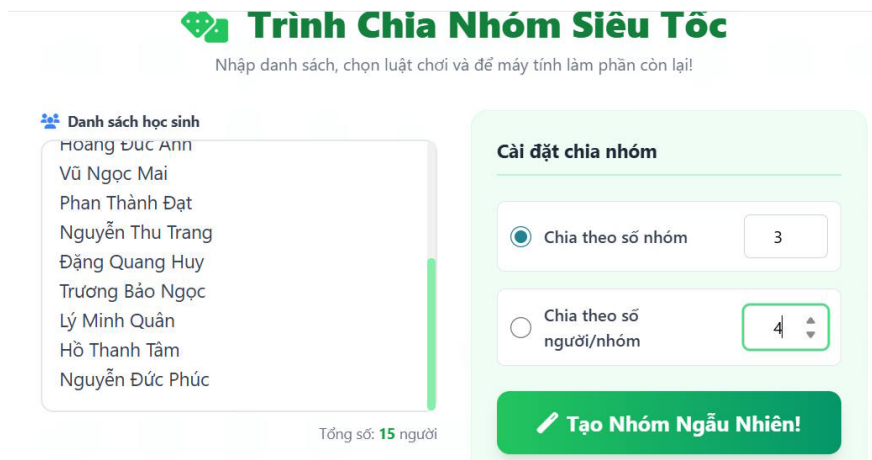 Trình Chia Nhóm Siêu Tốc
Nhập danh sách, chọn luật chơi và để máy tính làm phần còn lại!
Danh sách học sinh
Hoàng Đức Anh
Vũ Ngọc Mai
Phan Thành Đạt
Nguyễn Thu Trang
Đặng Quang Huy
Trương Bảo Ngọc
Lý Minh Quân
Hồ Thanh Tâm
Nguyễn Đức Phúc
Tổng số: 15 người
Cài đặt chia nhóm
Chia theo số nhóm 3
Chia theo số
người/nhóm 4
Tạo Nhóm Ngẫu Nhiên!